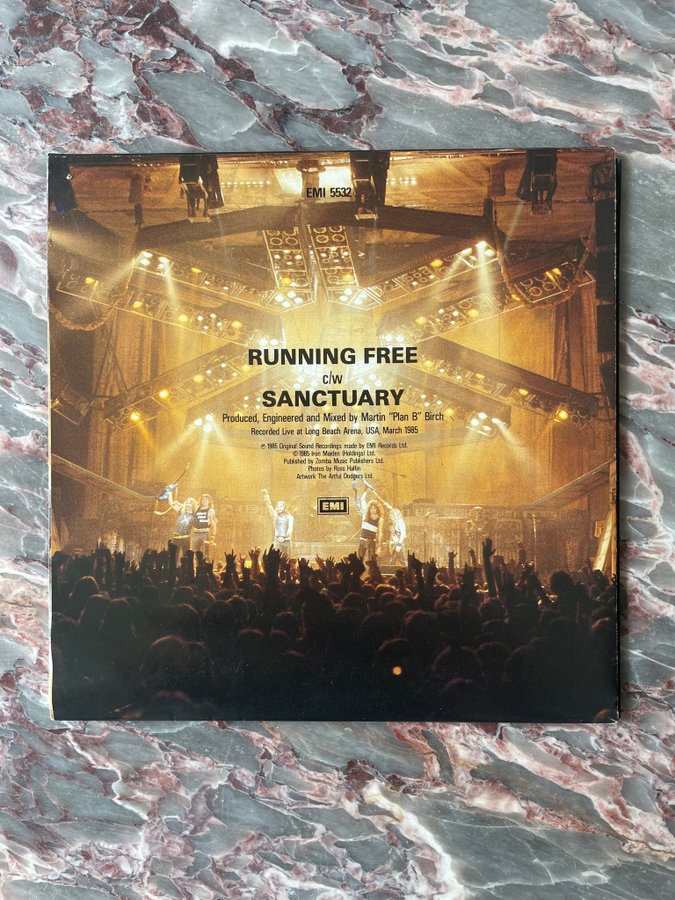 EMI 5532
RUNNING FREE
c/w
SANCTUARY
Produced, Engineered and Mixed by Martin "Plan B" Birch
Recorded Live at Long Beach Arena, USA, March 1985
℗ 1985 Original Sound Recordings made by EMI Records Ltd.
© 1985 Iron Maiden (Holdings) Ltd.
Published by Zomba Music Publishers Ltd.
Photos by Ross Halfin
Artwork The Artful Dodgers Ltd.
EMI